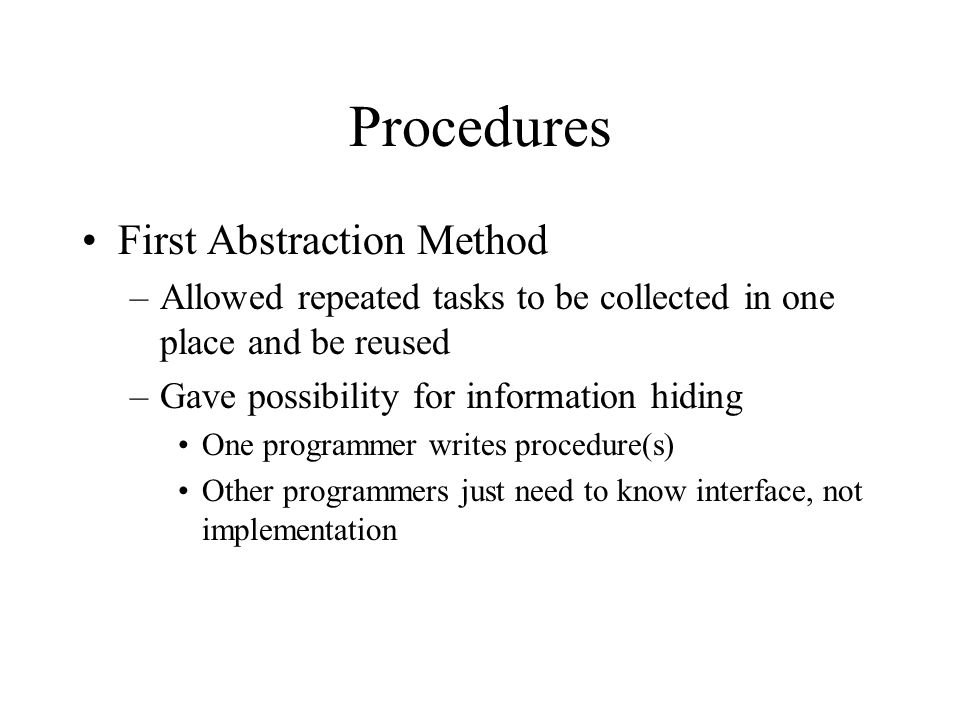 Procedures
• First Abstraction Method
– Allowed repeated tasks to be collected in one
place and be reused
– Gave possibility for information hiding
• One programmer writes procedure(s)
• Other programmers just need to know interface, not
implementation